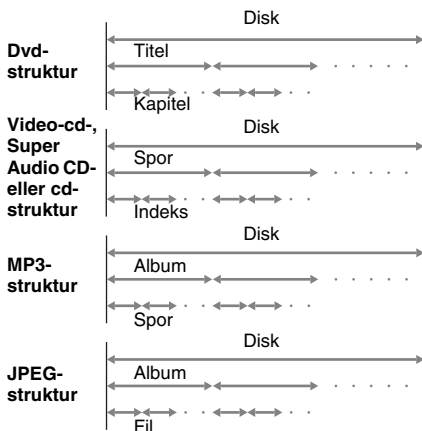 Disk
Dvd-
struktur
Titel
Kapitel
Video-cd-,
Super
Audio CD-
eller cd-
struktur
Disk
Spor
Indeks
MP3-
struktur
Disk
Album
Spor
JPEG-
struktur
Disk
Album
Fil